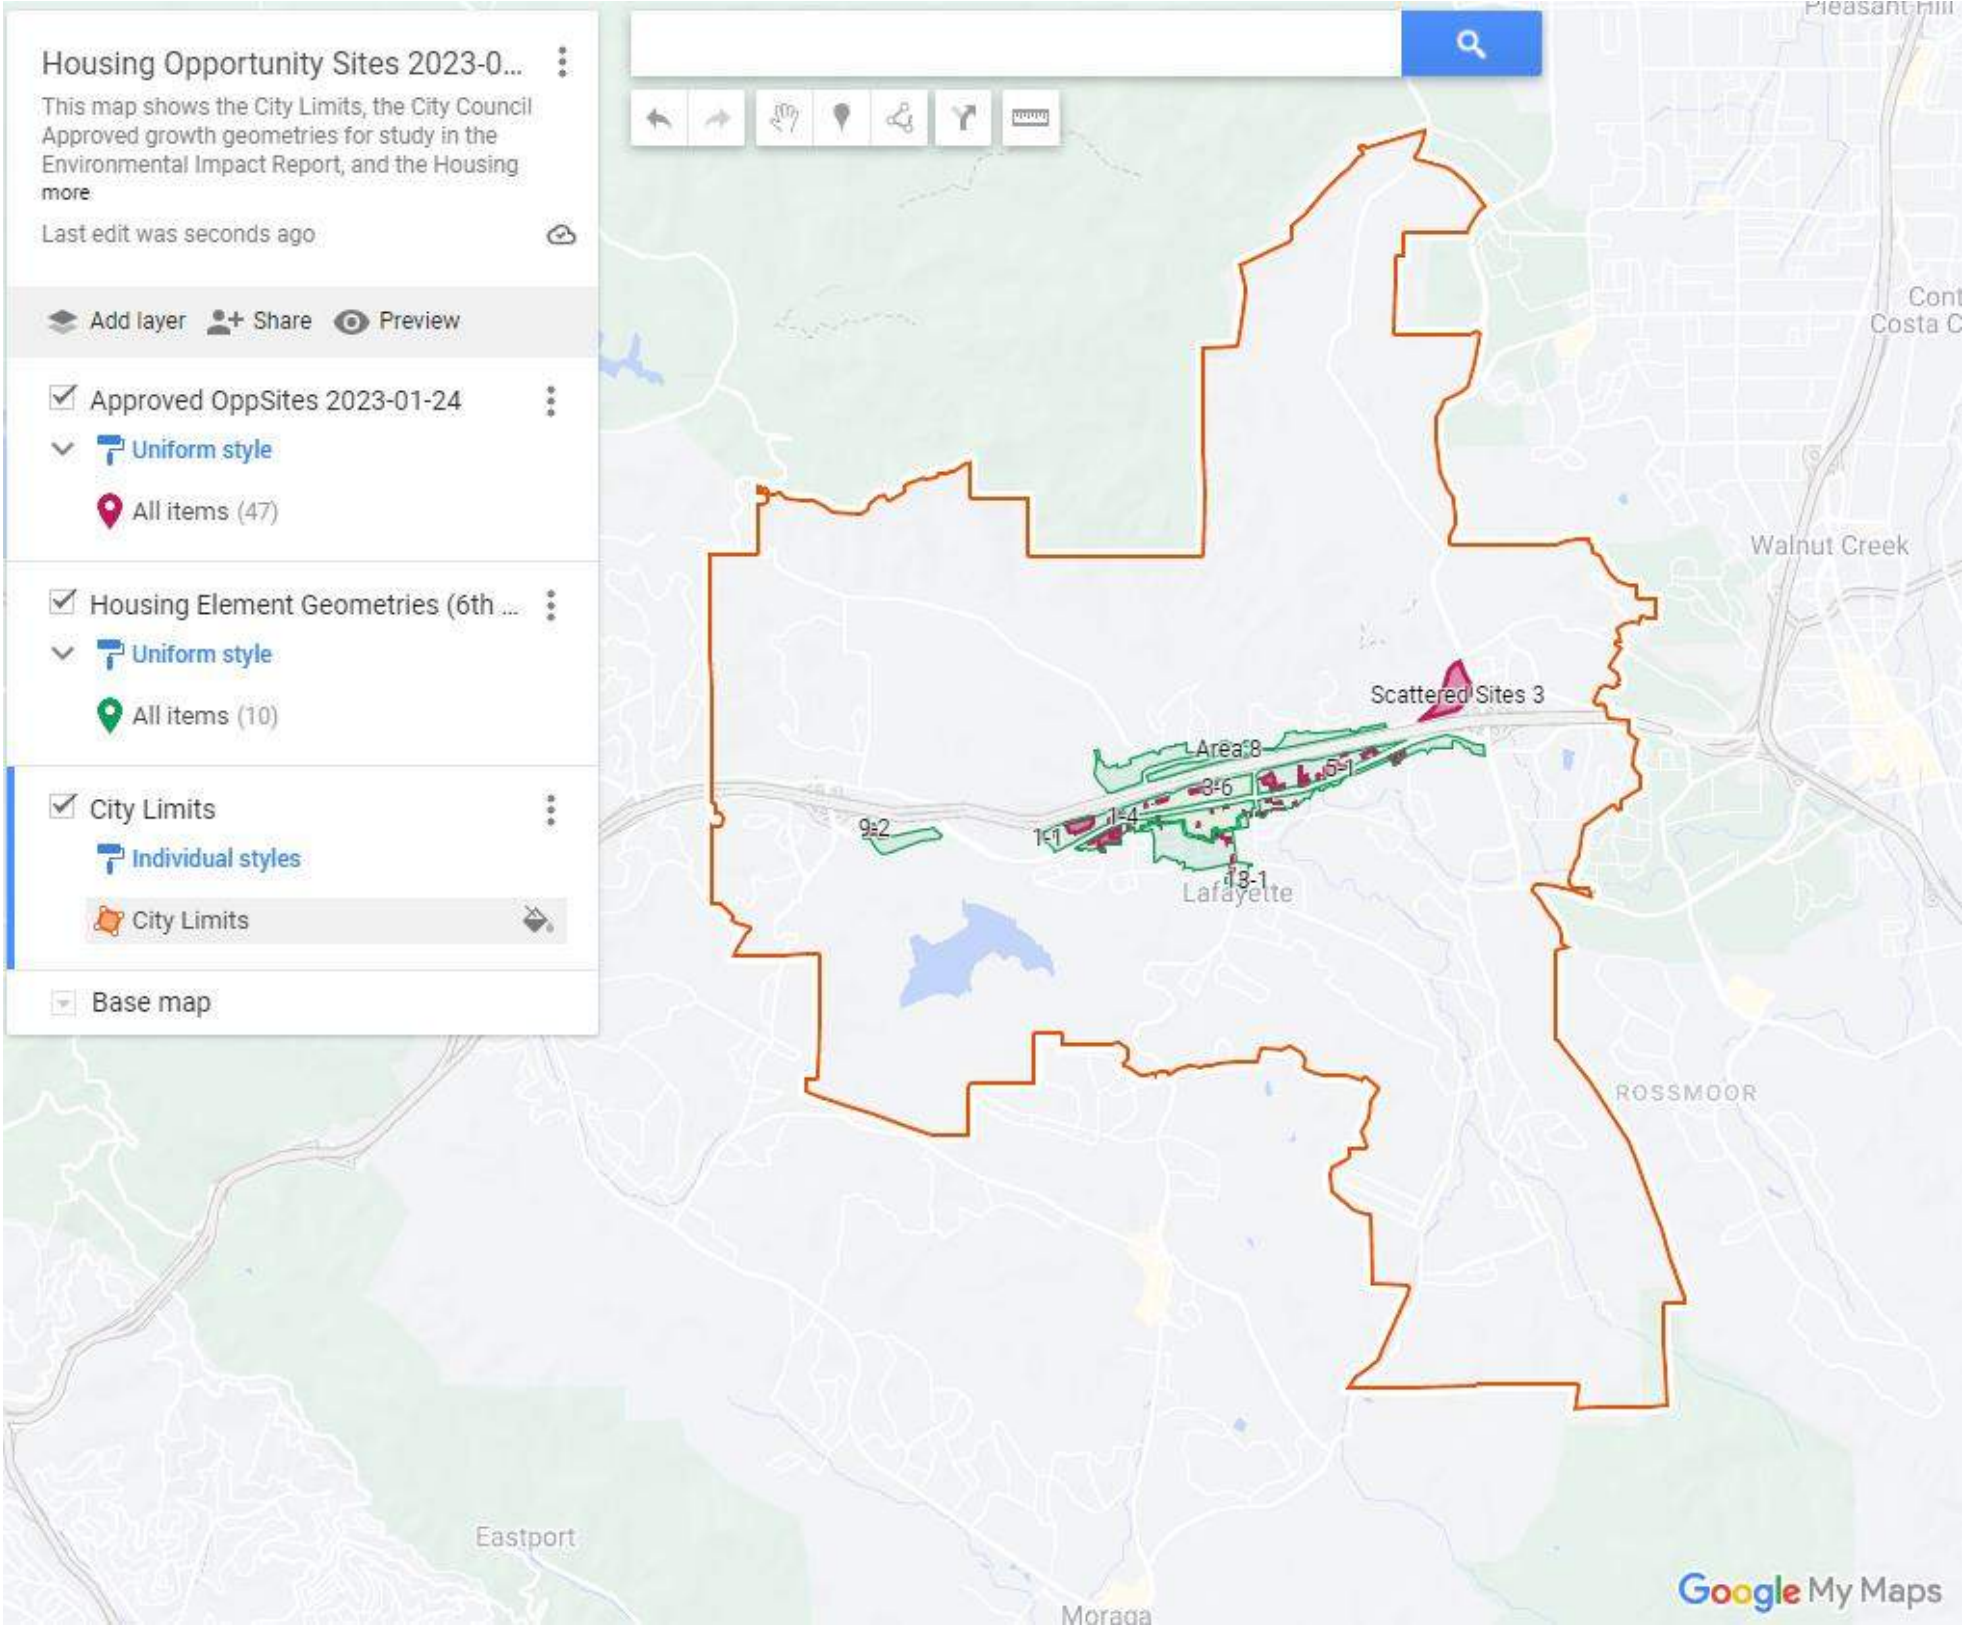 Housing Opportunity Sites 2023-0...
This map shows the City Limits, the City Council
Approved growth geometries for study in the
Environmental Impact Report, and the Housing
more
Last edit was seconds ago
Add layer
Share
Preview
Approved OppSites 2023-01-24
Uniform style
All items (47)
Housing Element Geometries (6th ...
Uniform style
All items (10)
City Limits
Individual styles
City Limits
Base map
Pleasant Hill
Cont
Costa C
Walnut Creek
Scattered Sites 3
Area 8
5-1
3-6
1-4
9-2
1-1
13-1
Lafayette
ROSSMOOR
Eastport
Moraga
Google My Maps